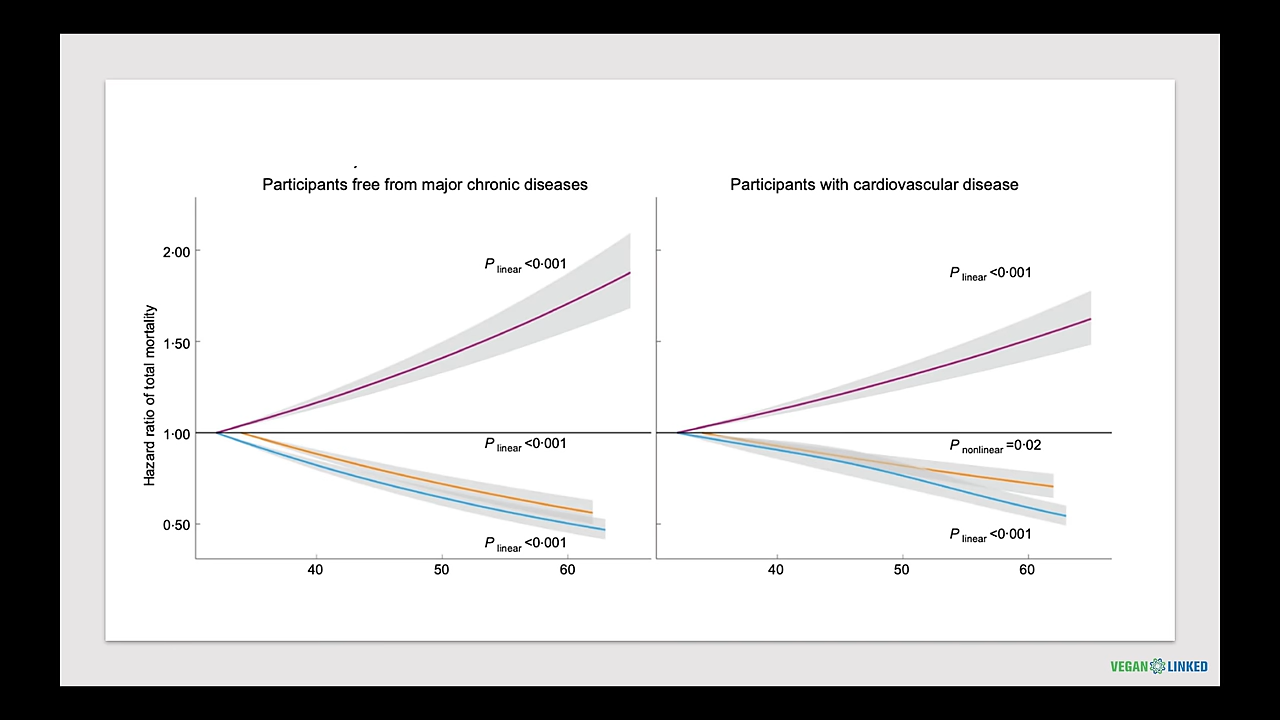 Participants free from major chronic diseases
Participants with cardiovascular disease
Hazard ratio of total mortality
2·00
1·50
1·00
0·50
P linear <0·001
P linear <0·001
P linear <0·001
40
50
60
P linear <0·001
P nonlinear =0·02
P linear <0·001
40
50
60
VEGAN LINKED